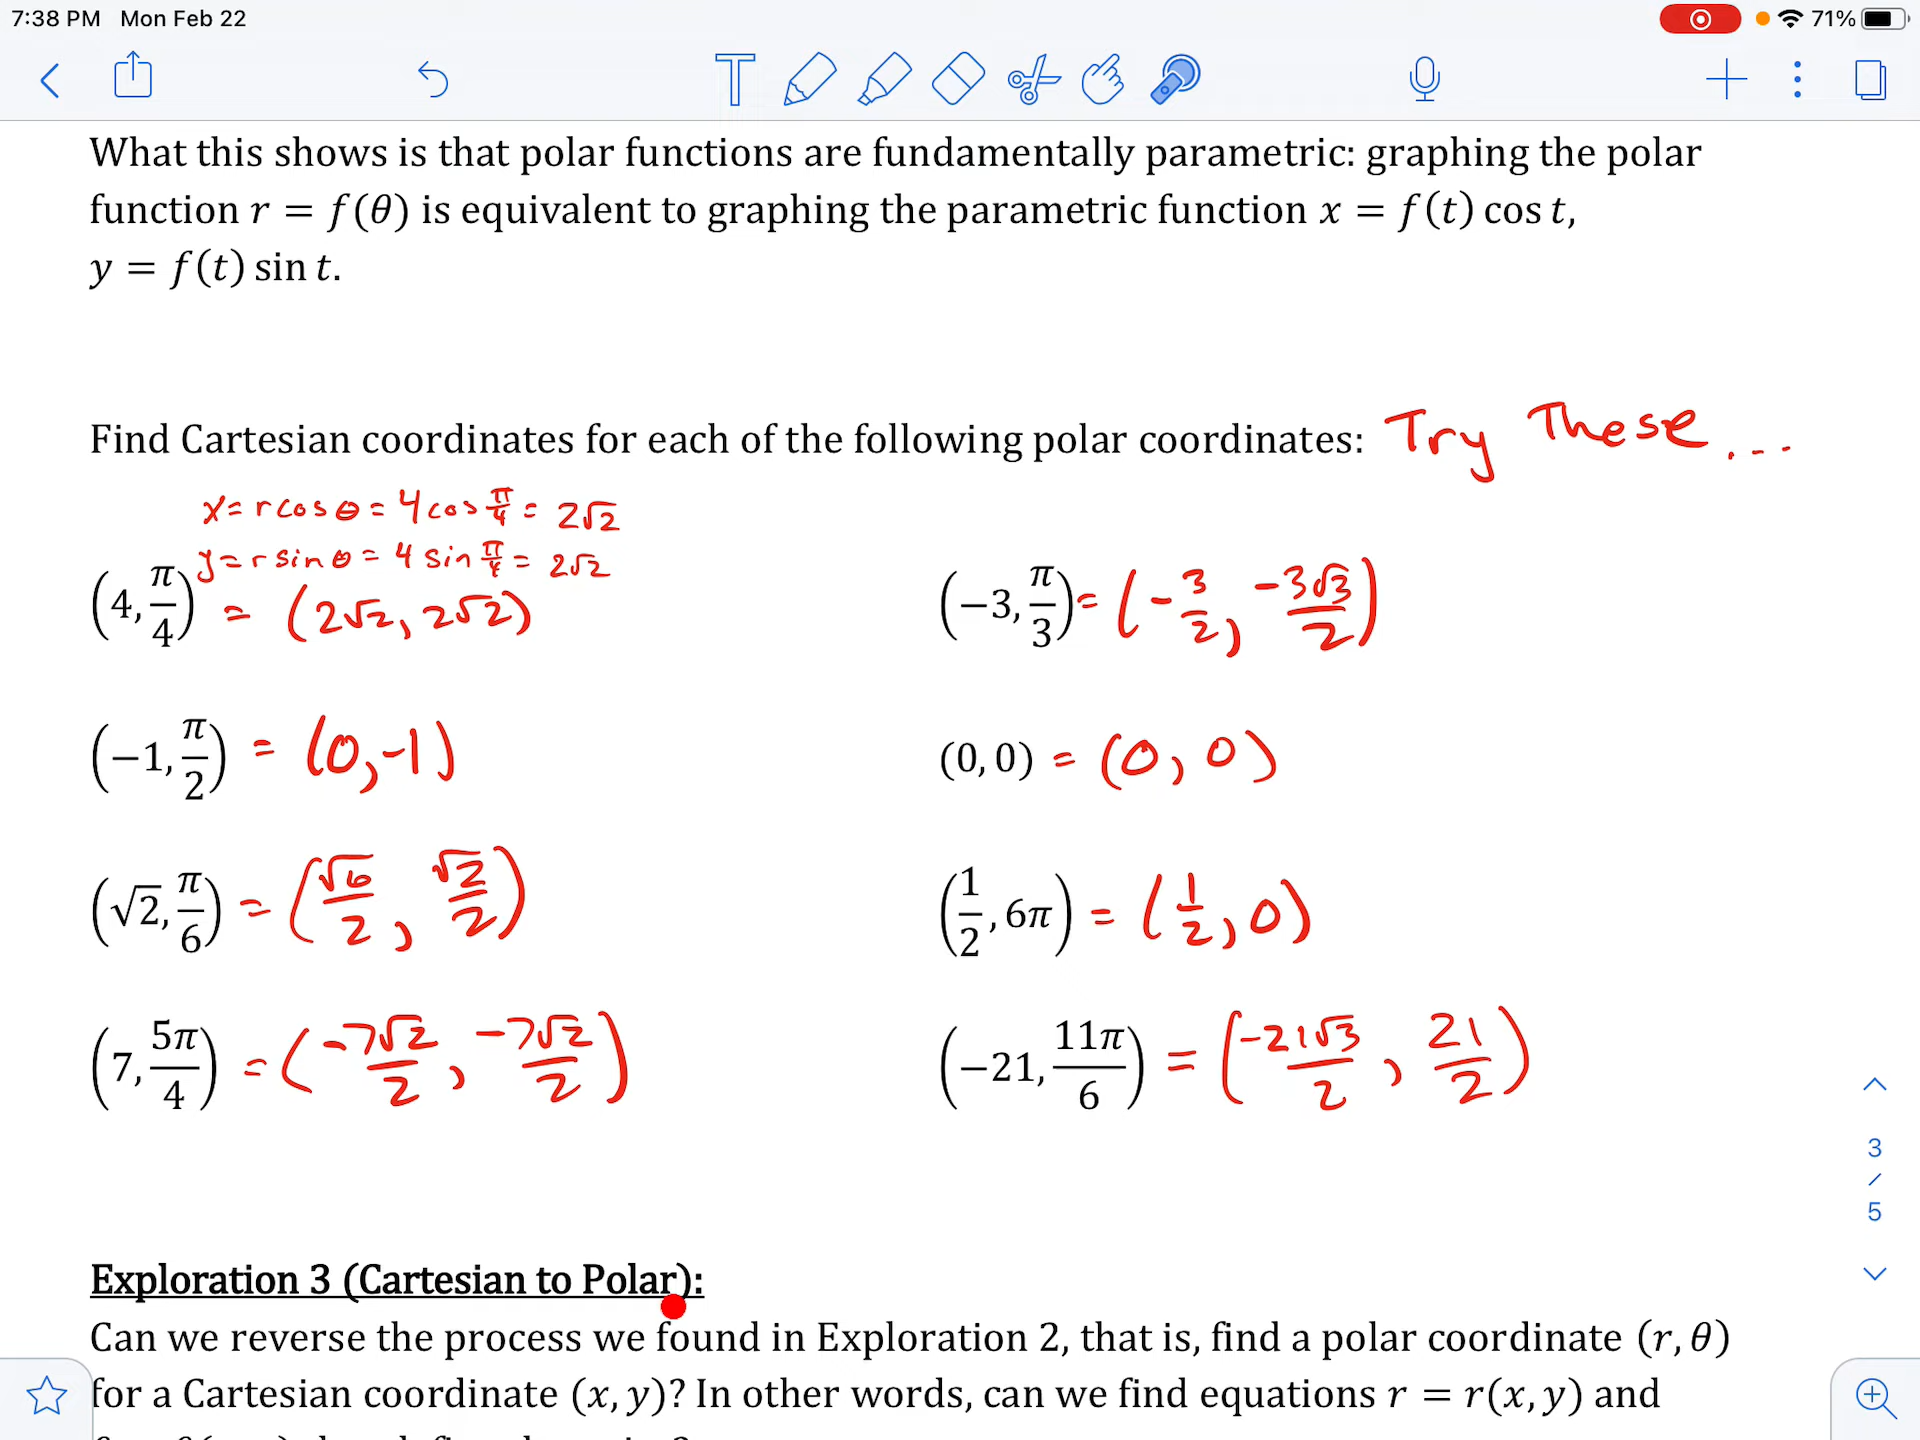 7:38 PM Mon Feb 22
71%
What this shows is that polar functions are fundamentally parametric: graphing the polar
function r = f(θ) is equivalent to graphing the parametric function x = f(t) cos t,
y = f(t) sin t.
Find Cartesian coordinates for each of the following polar coordinates: Try These...
x = r cos θ = 4 cos π/4 = 2√2
y = r sin θ = 4 sin π/4 = 2√2
(4, π/4) = (2√2, 2√2)
(−3, π/3) = (-3/2, -3√3/2)
(−1, π/2) = (0, -1)
(0, 0) = (0, 0)
(√2, π/6) = (√6/2, √2/2)
(1/2, 6π) = (1/2, 0)
(7, 5π/4) = (-7√2/2, -7√2/2)
(−21, 11π/6) = (-21√3/2, 21/2)
3
/
5
Exploration 3 (Cartesian to Polar):
Can we reverse the process we found in Exploration 2, that is, find a polar coordinate (r, θ)
for a Cartesian coordinate (x, y)? In other words, can we find equations r = r(x, y) and